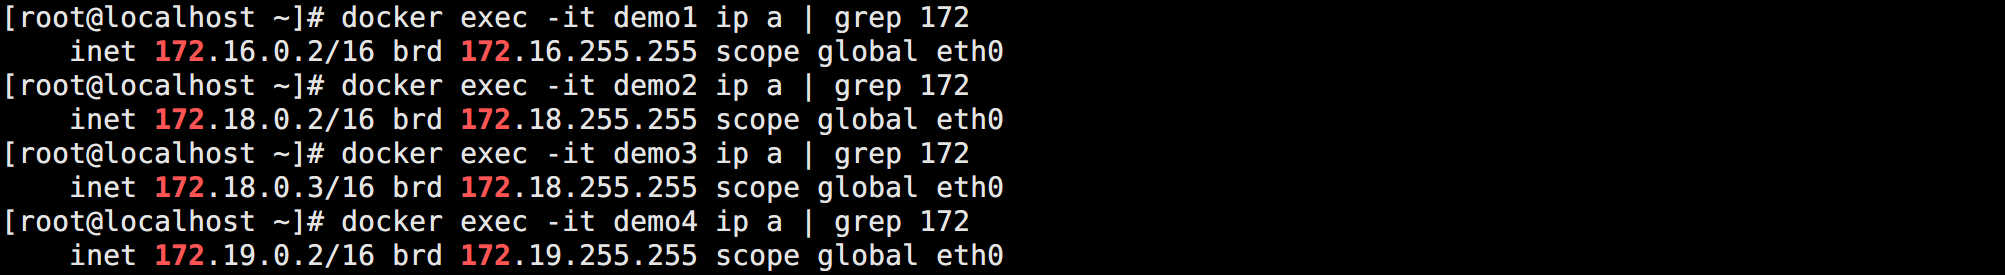 [root@localhost ~]# docker exec -it demo1 ip a | grep 172
    inet 172.16.0.2/16 brd 172.16.255.255 scope global eth0
[root@localhost ~]# docker exec -it demo2 ip a | grep 172
    inet 172.18.0.2/16 brd 172.18.255.255 scope global eth0
[root@localhost ~]# docker exec -it demo3 ip a | grep 172
    inet 172.18.0.3/16 brd 172.18.255.255 scope global eth0
[root@localhost ~]# docker exec -it demo4 ip a | grep 172
    inet 172.19.0.2/16 brd 172.19.255.255 scope global eth0